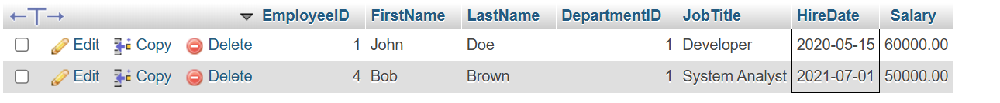 EmployeeID FirstName LastName DepartmentID JobTitle HireDate Salary
Edit Copy Delete 1 John Doe 1 Developer 2020-05-15 60000.00
Edit Copy Delete 4 Bob Brown 1 System Analyst 2021-07-01 50000.00